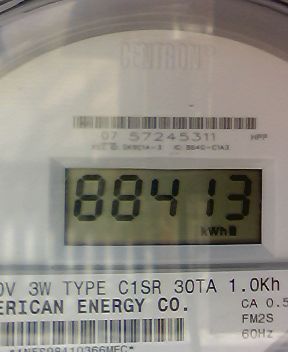 CENTRON
07 57245311
88413
kWh
0V 3W TYPE C1SR 30TA 1.0Kh
ERICAN ENERGY CO.
CA 0.5
FM2S
60Hz